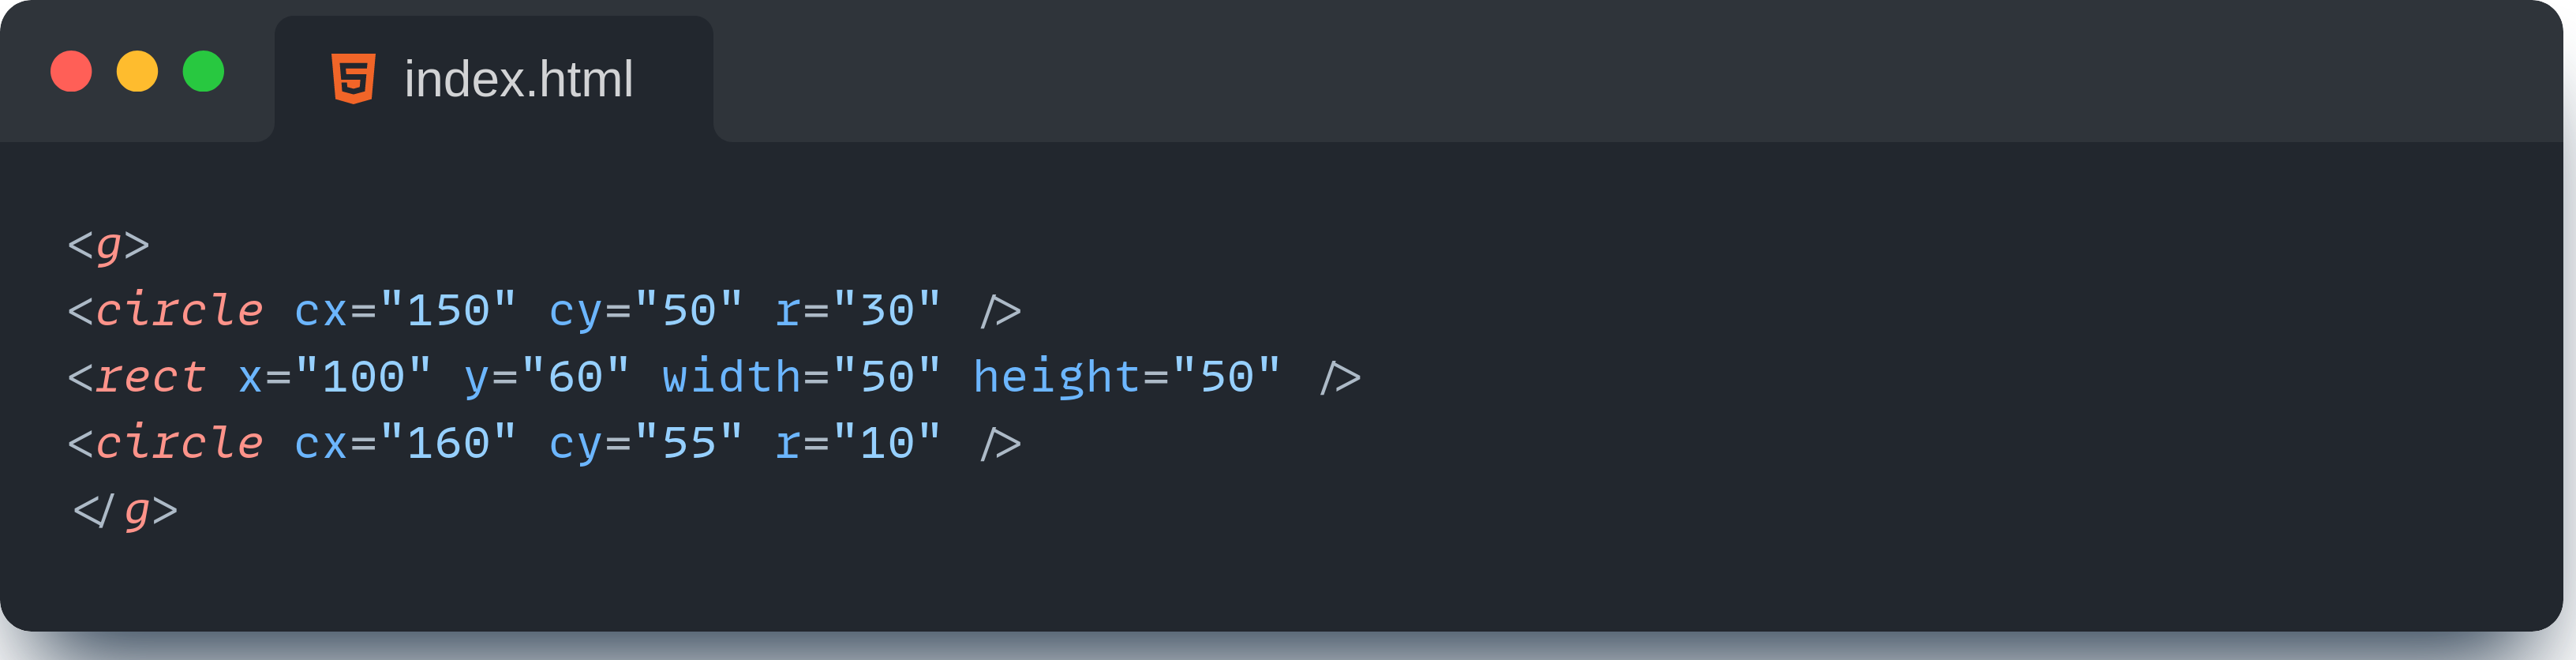 index.html
<g>
<circle cx="150" cy="50" r="30" />
<rect x="100" y="60" width="50" height="50" />
<circle cx="160" cy="55" r="10" />
</g>